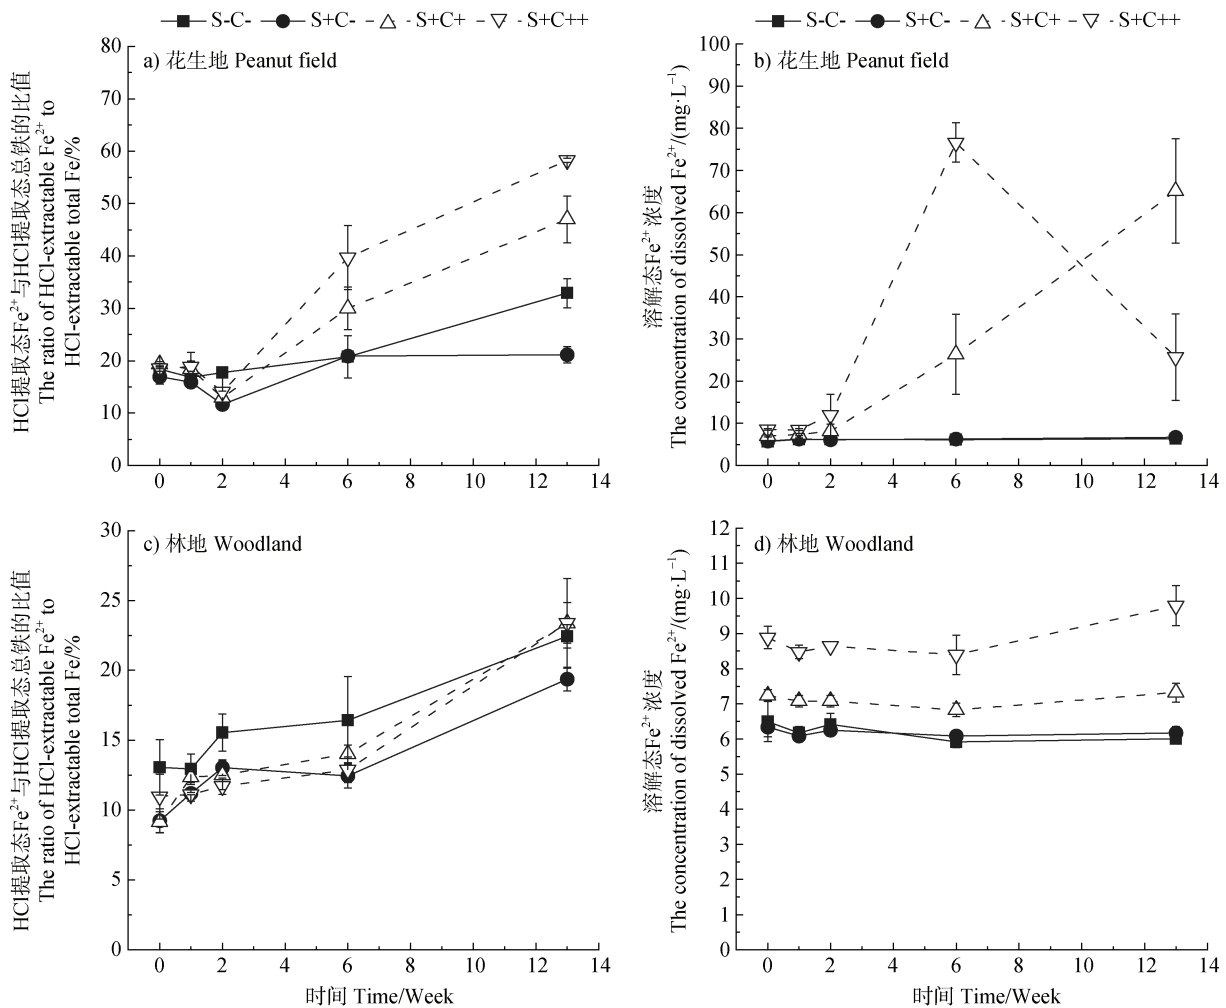 S-C- S+C- S+C+ S+C++
S-C- S+C- S+C+ S+C++
HCl提取态Fe²⁺与HCl提取态总铁的比值
The ratio of HCl-extractable Fe²⁺ to
HCl-extractable total Fe/%
a) 花生地 Peanut field
80
70
60
50
40
30
20
10
0
0 2 4 6 8 10 12 14
溶解态Fe²⁺浓度
The concentration of dissolved Fe²⁺/(mg·L⁻¹)
b) 花生地 Peanut field
100
90
80
70
60
50
40
30
20
10
0
0 2 4 6 8 10 12 14
HCl提取态Fe²⁺与HCl提取态总铁的比值
The ratio of HCl-extractable Fe²⁺ to
HCl-extractable total Fe/%
c) 林地 Woodland
30
25
20
15
10
5
0
0 2 4 6 8 10 12 14
时间 Time/Week
溶解态Fe²⁺浓度
The concentration of dissolved Fe²⁺/(mg·L⁻¹)
d) 林地 Woodland
12
11
10
9
8
7
6
5
4
3
2
1
0
0 2 4 6 8 10 12 14
时间 Time/Week